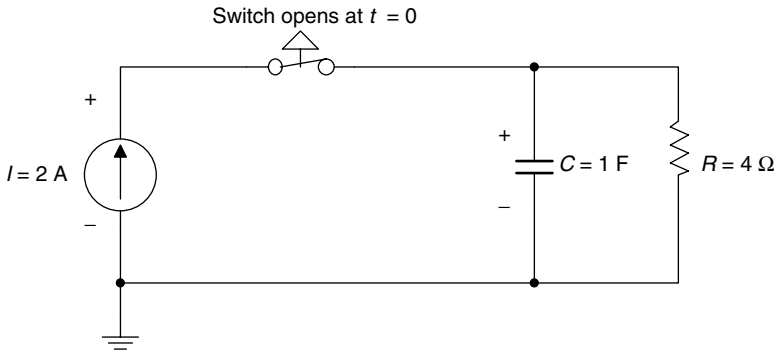 Switch opens at t = 0
+
I = 2 A
–
+
C = 1 F
–
R = 4 Ω